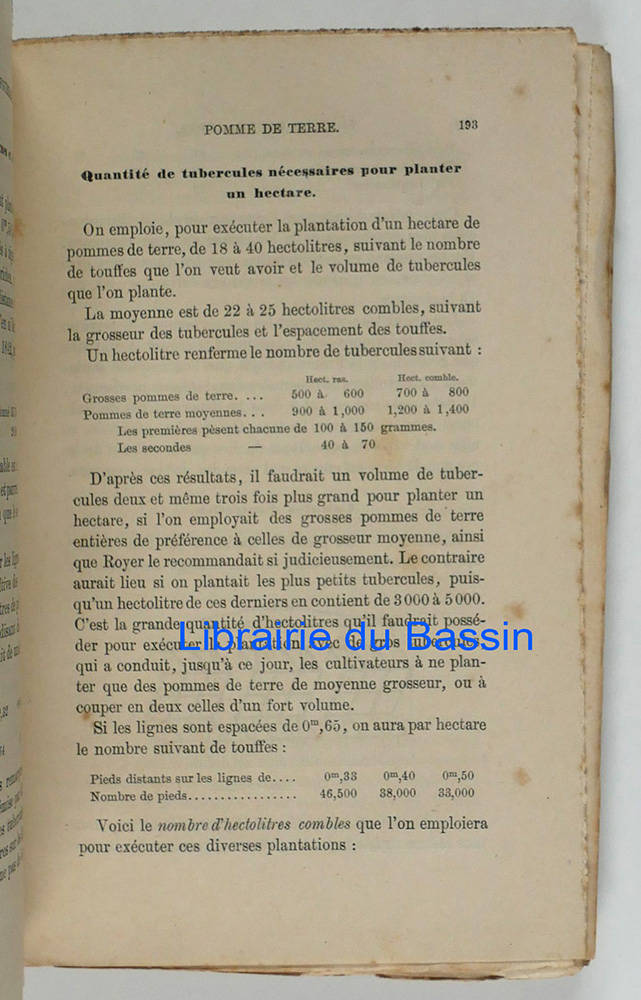 POMME DE TERRE. 193
Quantité de tubercules nécessaires pour planter
un hectare.
On emploie, pour exécuter la plantation d'un hectare de
pommes de terre, de 18 à 40 hectolitres, suivant le nombre
de touffes que l'on veut avoir et le volume de tubercules
que l'on plante.
La moyenne est de 22 à 25 hectolitres combles, suivant
la grosseur des tubercules et l'espacement des touffes.
Un hectolitre renferme le nombre de tubercules suivant :
Hect. ras. Hect. comble.
Grosses pommes de terre. ... 500 à 600 700 à 800
Pommes de terre moyennes. . . 900 à 1,000 1,200 à 1,400
Les premières pèsent chacune de 100 à 150 grammes.
Les secondes — 40 à 70
D'après ces résultats, il faudrait un volume de tuber-
cules deux et même trois fois plus grand pour planter un
hectare, si l'on employait des grosses pommes de terre
entières de préférence à celles de grosseur moyenne, ainsi
que Royer le recommandait si judicieusement. Le contraire
aurait lieu si on plantait les plus petits tubercules, puis-
qu'un hectolitre de ces derniers en contient de 3000 à 5000.
C'est la grande quantité d'hectolitres qu'il faudrait possé-
der pour exécuter la plantation avec de gros tubercules,
Librairie du Bassin
qui a conduit, jusqu'à ce jour, les cultivateurs à ne plan-
ter que des pommes de terre de moyenne grosseur, ou à
couper en deux celles d'un fort volume.
Si les lignes sont espacées de 0m,65, on aura par hectare
le nombre suivant de touffes :
Pieds distants sur les lignes de.... 0m,33 0m,40 0m,50
Nombre de pieds................. 46,500 38,000 33,000
Voici le nombre d'hectolitres combles que l'on emploiera
pour exécuter ces diverses plantations :